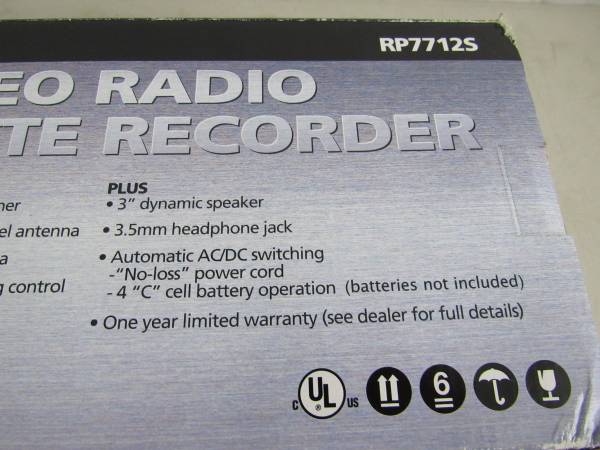 RP7712S
EO RADIO
TE RECORDER
ner
el antenna
a
g control
PLUS
• 3” dynamic speaker
• 3.5mm headphone jack
• Automatic AC/DC switching
-“No-loss” power cord
- 4 “C” cell battery operation (batteries not included)
• One year limited warranty (see dealer for full details)
C UL ® US
6